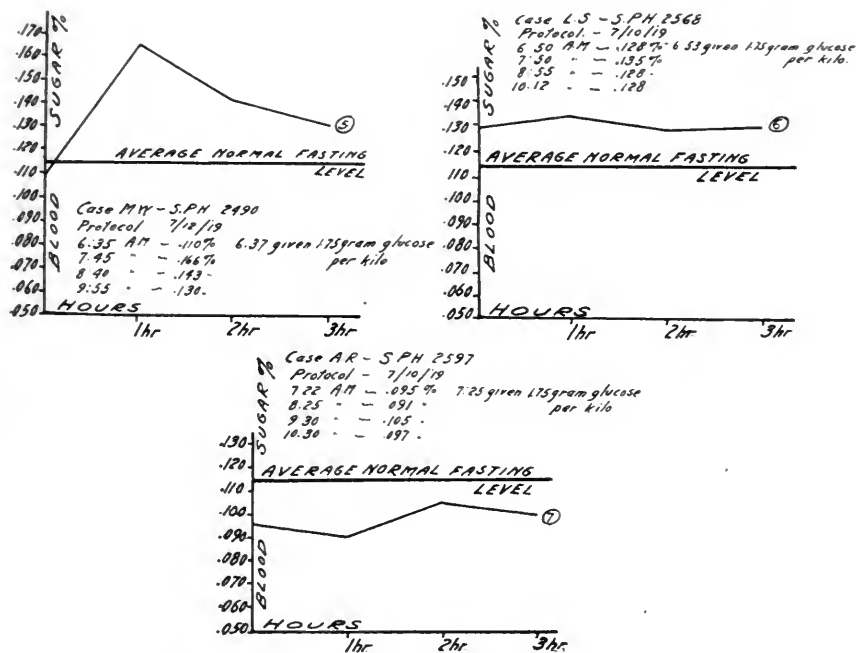 BLOOD SUGAR %
.170
.160
.150
.140
.130
.120
.110
.100
.090
.080
.070
.060
.050
⑤
AVERAGE NORMAL FASTING
LEVEL
Case MW - S.PH 2490
Protocol 7/12/19
6:35 AM - .110% 6.37 given 1.75 gram glucose
7.45 " - .166% per kilo
8 40 " - .143 "
9:55 " - .130 "
HOURS
1hr 2hr 3hr
Case L.S - S.PH 2568
Protocol - 7/10/19
6 50 AM - .128% 6 53 given 1.75 gram glucose
7:50 " - .135% per kilo.
8:55 " - .128 "
10.12 " - .128
BLOOD SUGAR %
.150
.140
.130
.120
.110
.100
.090
.080
.070
.060
.050
⑥
AVERAGE NORMAL FASTING
LEVEL
HOURS
1hr 2hr 3hr
Case AR - S PH 2597
Protocol - 7/10/19
7 22 AM - .095 % 7:25 given 1.75 gram glucose
8.25 " - 091 " per kilo
9 30 " - .105 "
10.30 " - .097 "
BLOOD SUGAR %
.130
.120
.110
.100
.090
.080
.070
.060
.050
AVERAGE NORMAL FASTING
LEVEL
⑦
HOURS
1hr 2hr 3hr